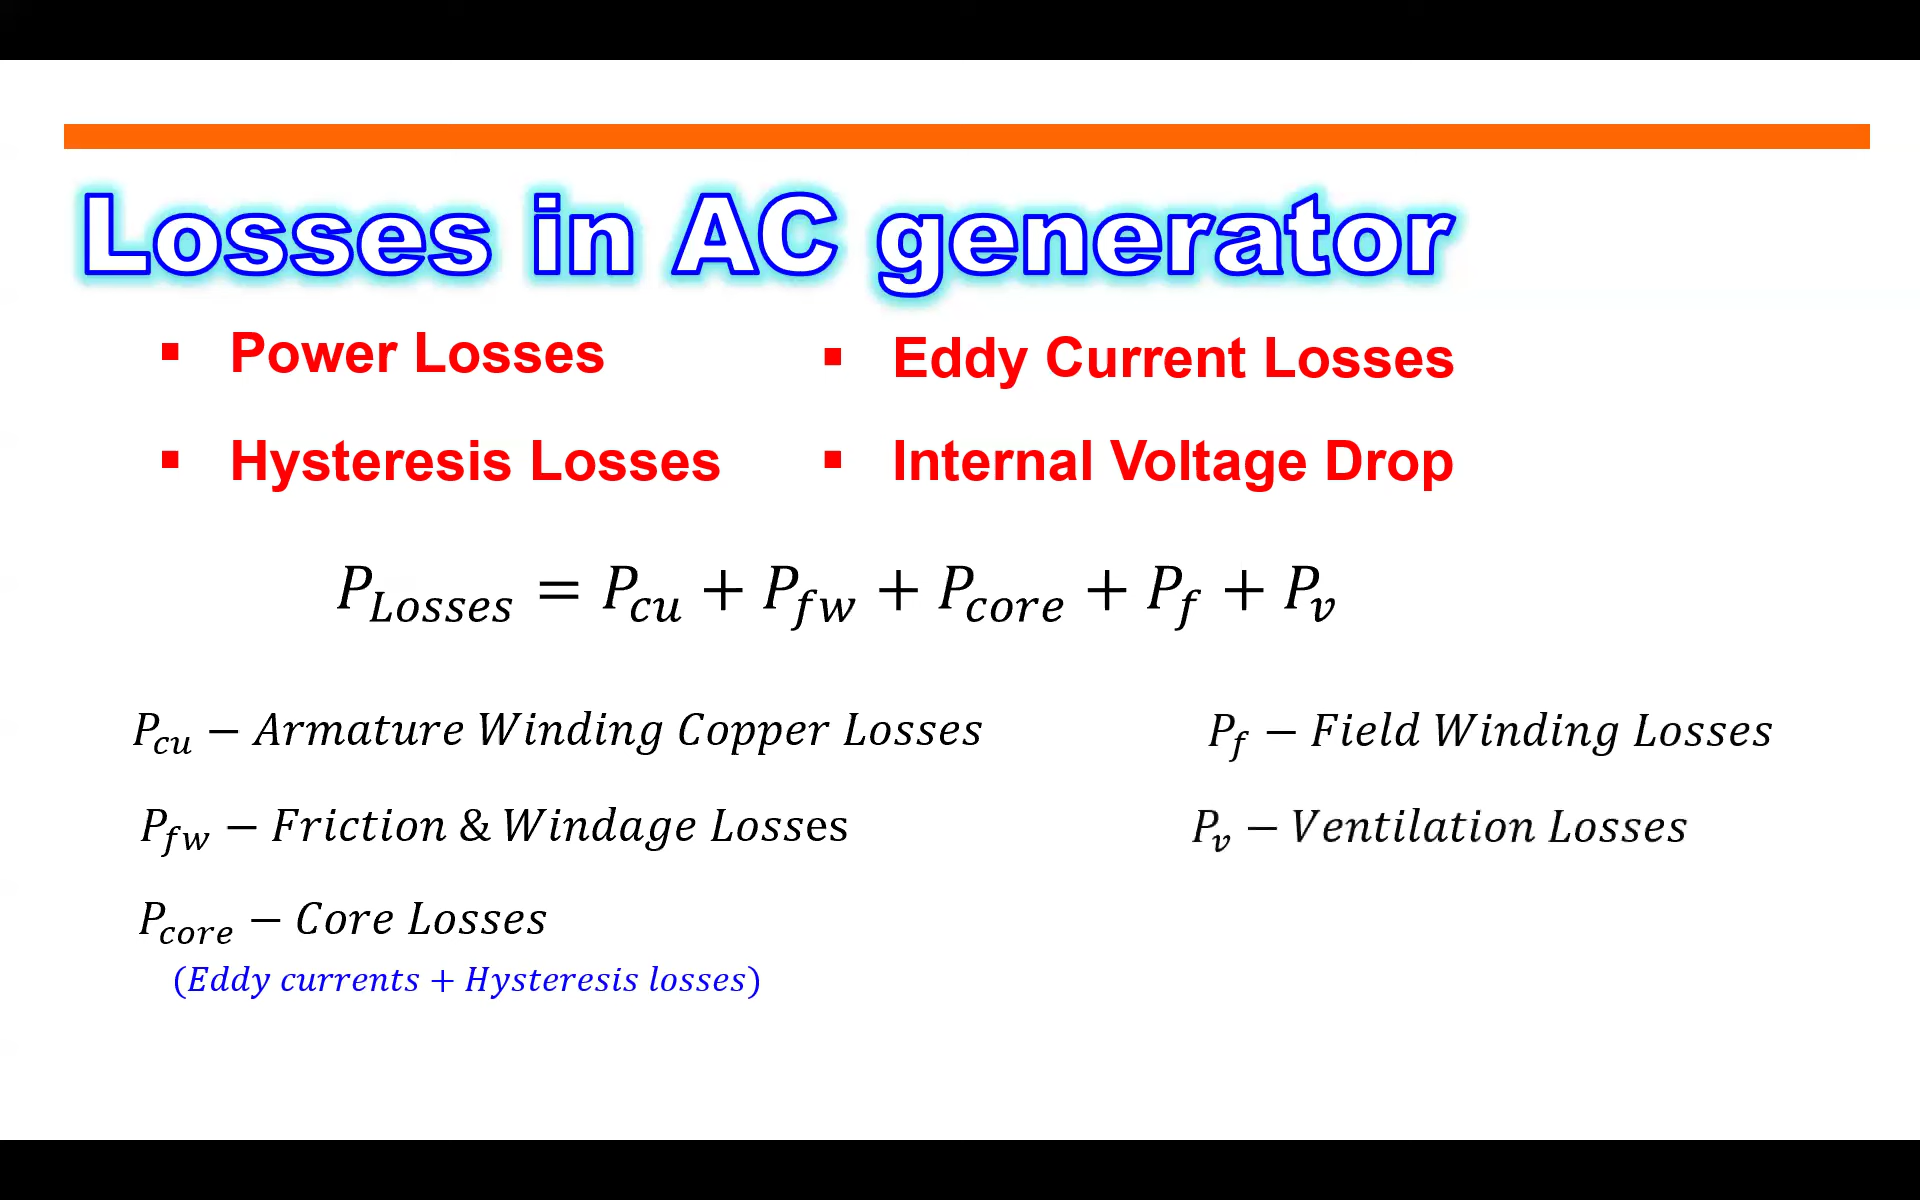 Losses in AC generator
▪ Power Losses
▪ Eddy Current Losses
▪ Hysteresis Losses
▪ Internal Voltage Drop
P_Losses = P_cu + P_fw + P_core + P_f + P_v
P_cu − Armature Winding Copper Losses
P_f − Field Winding Losses
P_fw − Friction & Windage Losses
P_v − Ventilation Losses
P_core − Core Losses
(Eddy currents + Hysteresis losses)